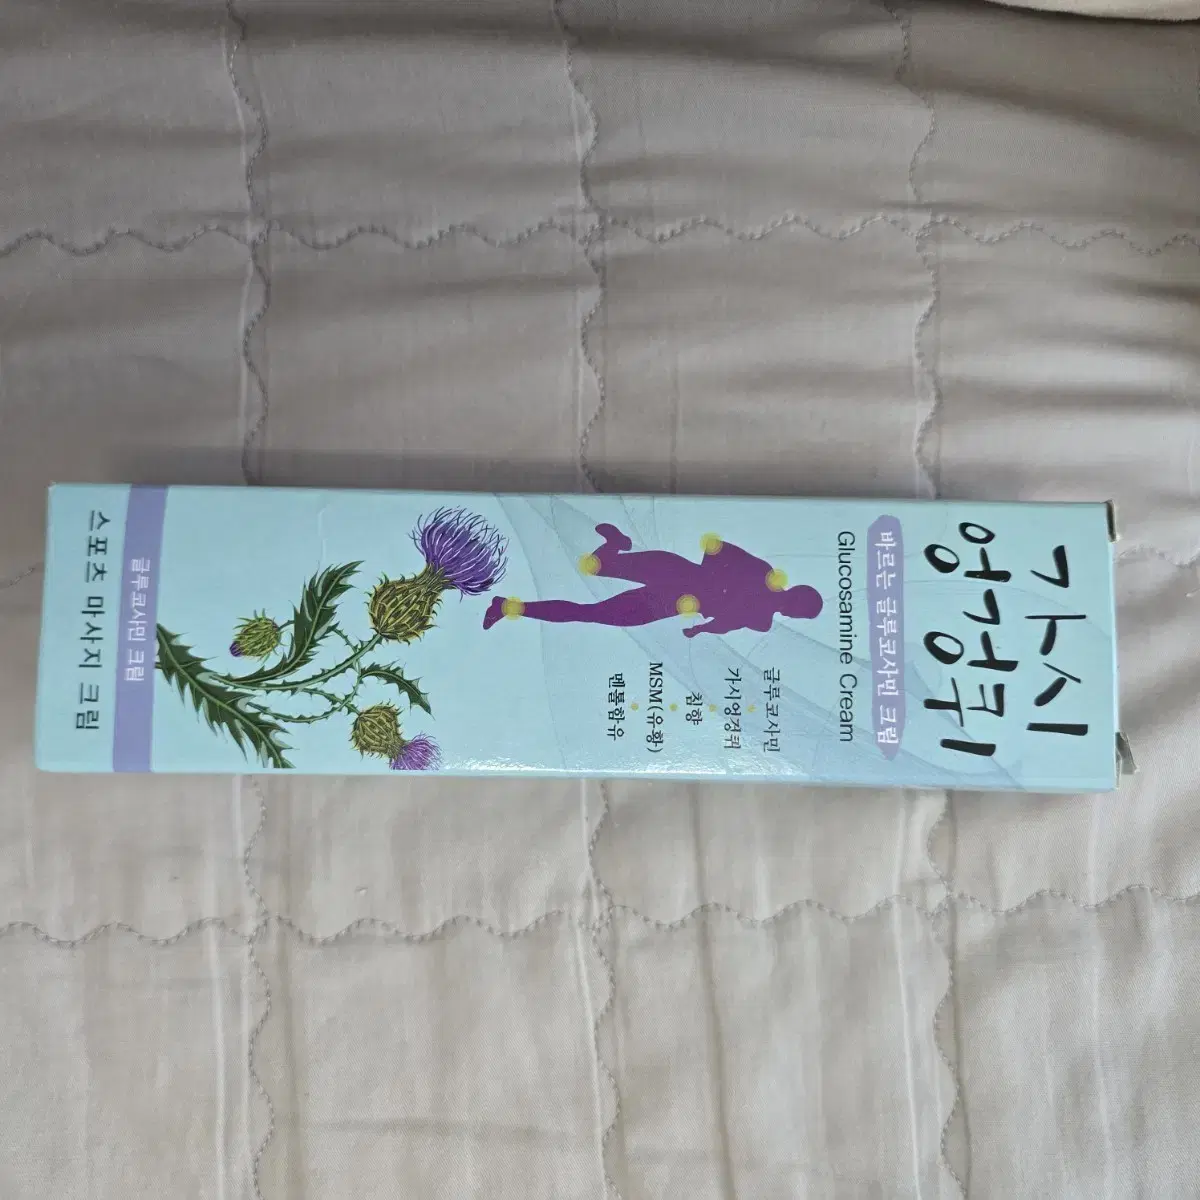 가시
엉겅퀴
바르는 글루코사민 크림
Glucosamine Cream
글루코사민
가시엉겅퀴
침향
MSM(유황)
멘톨함유
글루코사민 크림
스포츠 마사지 크림